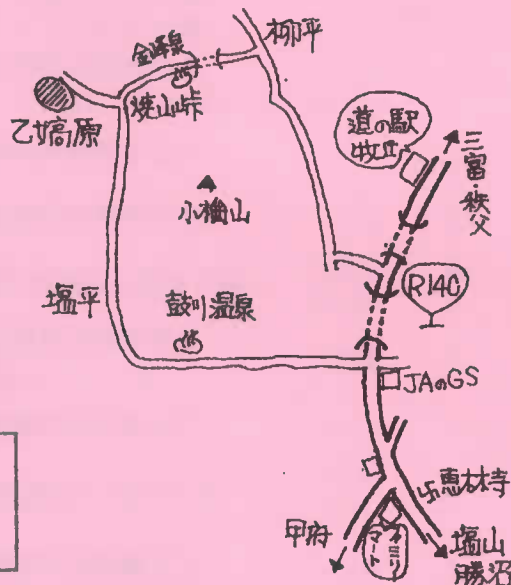 柳平
金峰泉
焼山峠
乙女高原
道の駅
牧丘
三富・秩父
小楢山
R140
塩平
鼓川温泉
JAのGS
卍恵林寺
甲府
ファミリー
マート
塩山
勝沼